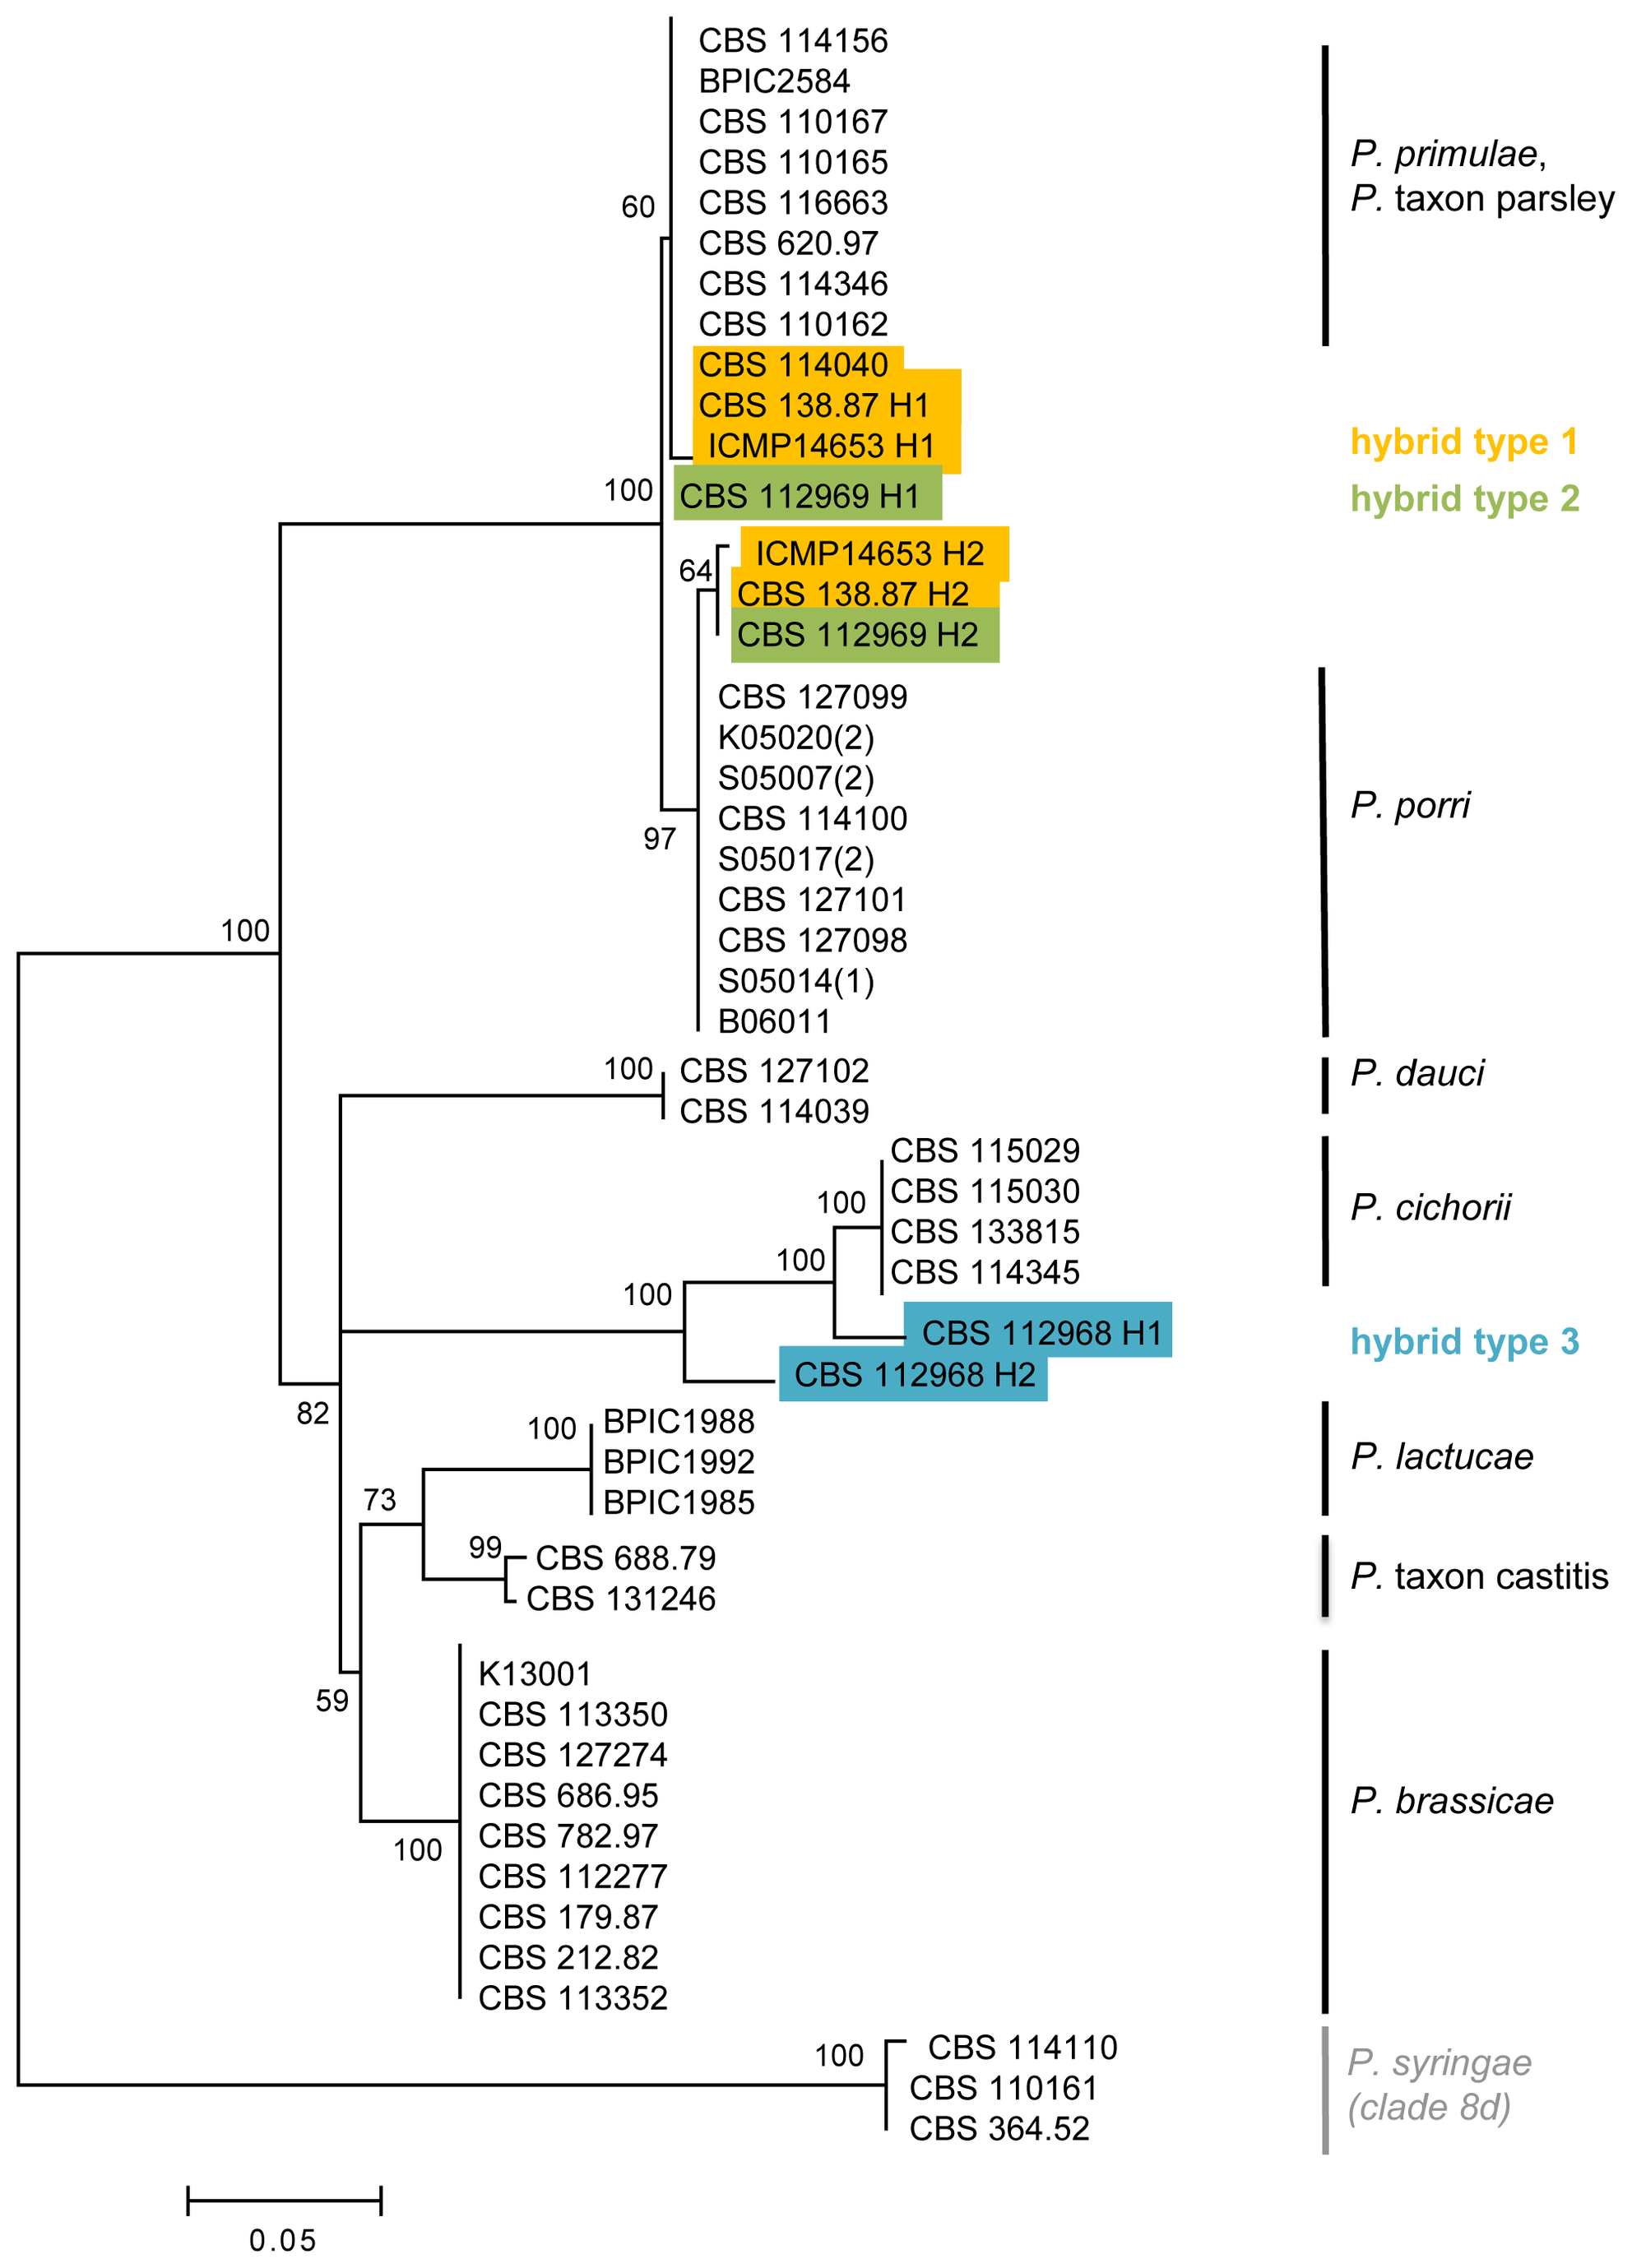 CBS 114156
BPIC2584
CBS 110167
CBS 110165
CBS 116663
CBS 620.97
CBS 114346
CBS 110162
P. primulae,
P. taxon parsley
60
CBS 114040
CBS 138.87 H1
ICMP14653 H1
hybrid type 1
100
CBS 112969 H1
hybrid type 2
ICMP14653 H2
64
CBS 138.87 H2
CBS 112969 H2
CBS 127099
K05020(2)
S05007(2)
CBS 114100
S05017(2)
CBS 127101
CBS 127098
S05014(1)
B06011
P. porri
97
100
100
CBS 127102
CBS 114039
P. dauci
CBS 115029
CBS 115030
CBS 133815
CBS 114345
P. cichorii
100
100
100
CBS 112968 H1
CBS 112968 H2
hybrid type 3
82
100
BPIC1988
BPIC1992
BPIC1985
P. lactucae
73
99
CBS 688.79
CBS 131246
P. taxon castitis
59
K13001
CBS 113350
CBS 127274
CBS 686.95
CBS 782.97
CBS 112277
CBS 179.87
CBS 212.82
CBS 113352
P. brassicae
100
100
CBS 114110
CBS 110161
CBS 364.52
P. syringae
(clade 8d)
0.05